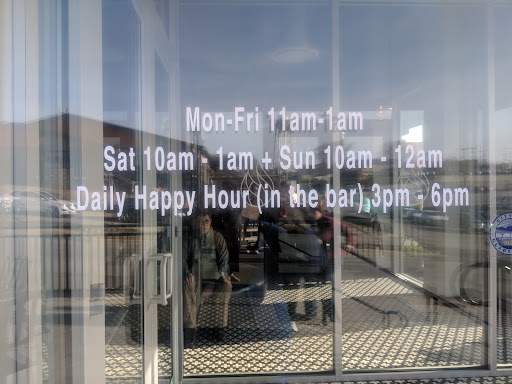 Mon-Fri 11am-1am
Sat 10am - 1am + Sun 10am - 12am
Daily Happy Hour (in the bar) 3pm - 6pm